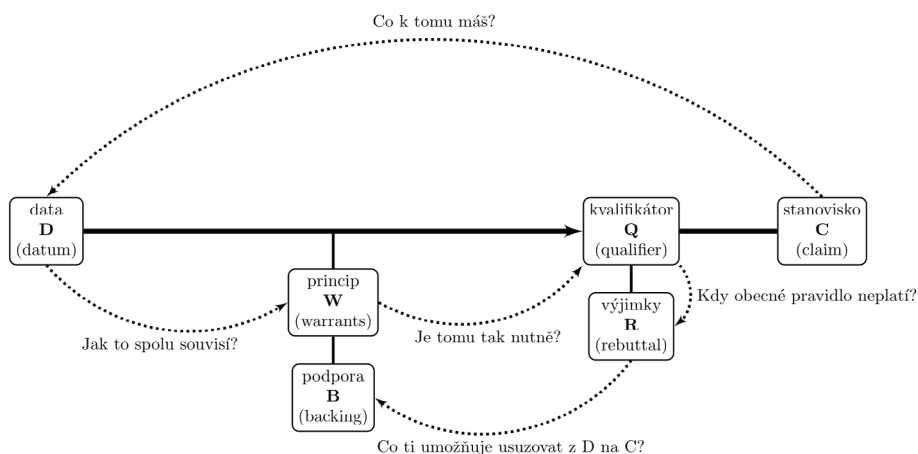 Co k tomu máš?
data
D
(datum)
kvalifikátor
Q
(qualifier)
stanovisko
C
(claim)
princip
W
(warrants)
Kdy obecné pravidlo neplatí?
výjimky
R
(rebuttal)
Jak to spolu souvisí?
Je tomu tak nutně?
podpora
B
(backing)
Co ti umožňuje usuzovat z D na C?